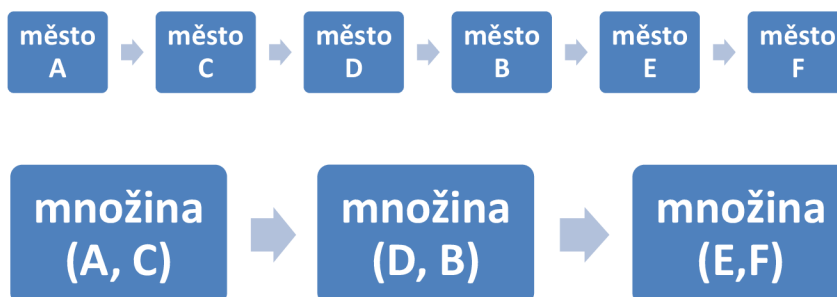 město
A
město
C
město
D
město
B
město
E
město
F
množina
(A, C)
množina
(D, B)
množina
(E,F)